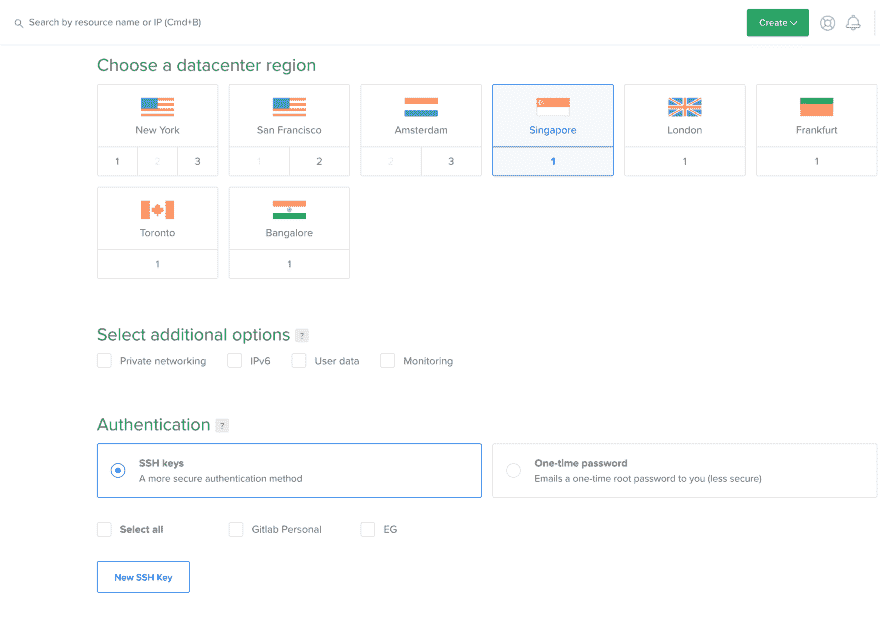 Search by resource name or IP (Cmd+B)
Create
Choose a datacenter region
New York
San Francisco
Amsterdam
Singapore
London
Frankfurt
1 2 3
1 2
2 3
1
1
1
Toronto
Bangalore
1
1
Select additional options ?
Private networking
IPv6
User data
Monitoring
Authentication ?
SSH keys
A more secure authentication method
One-time password
Emails a one-time root password to you (less secure)
Select all
Gitlab Personal
EG
New SSH Key